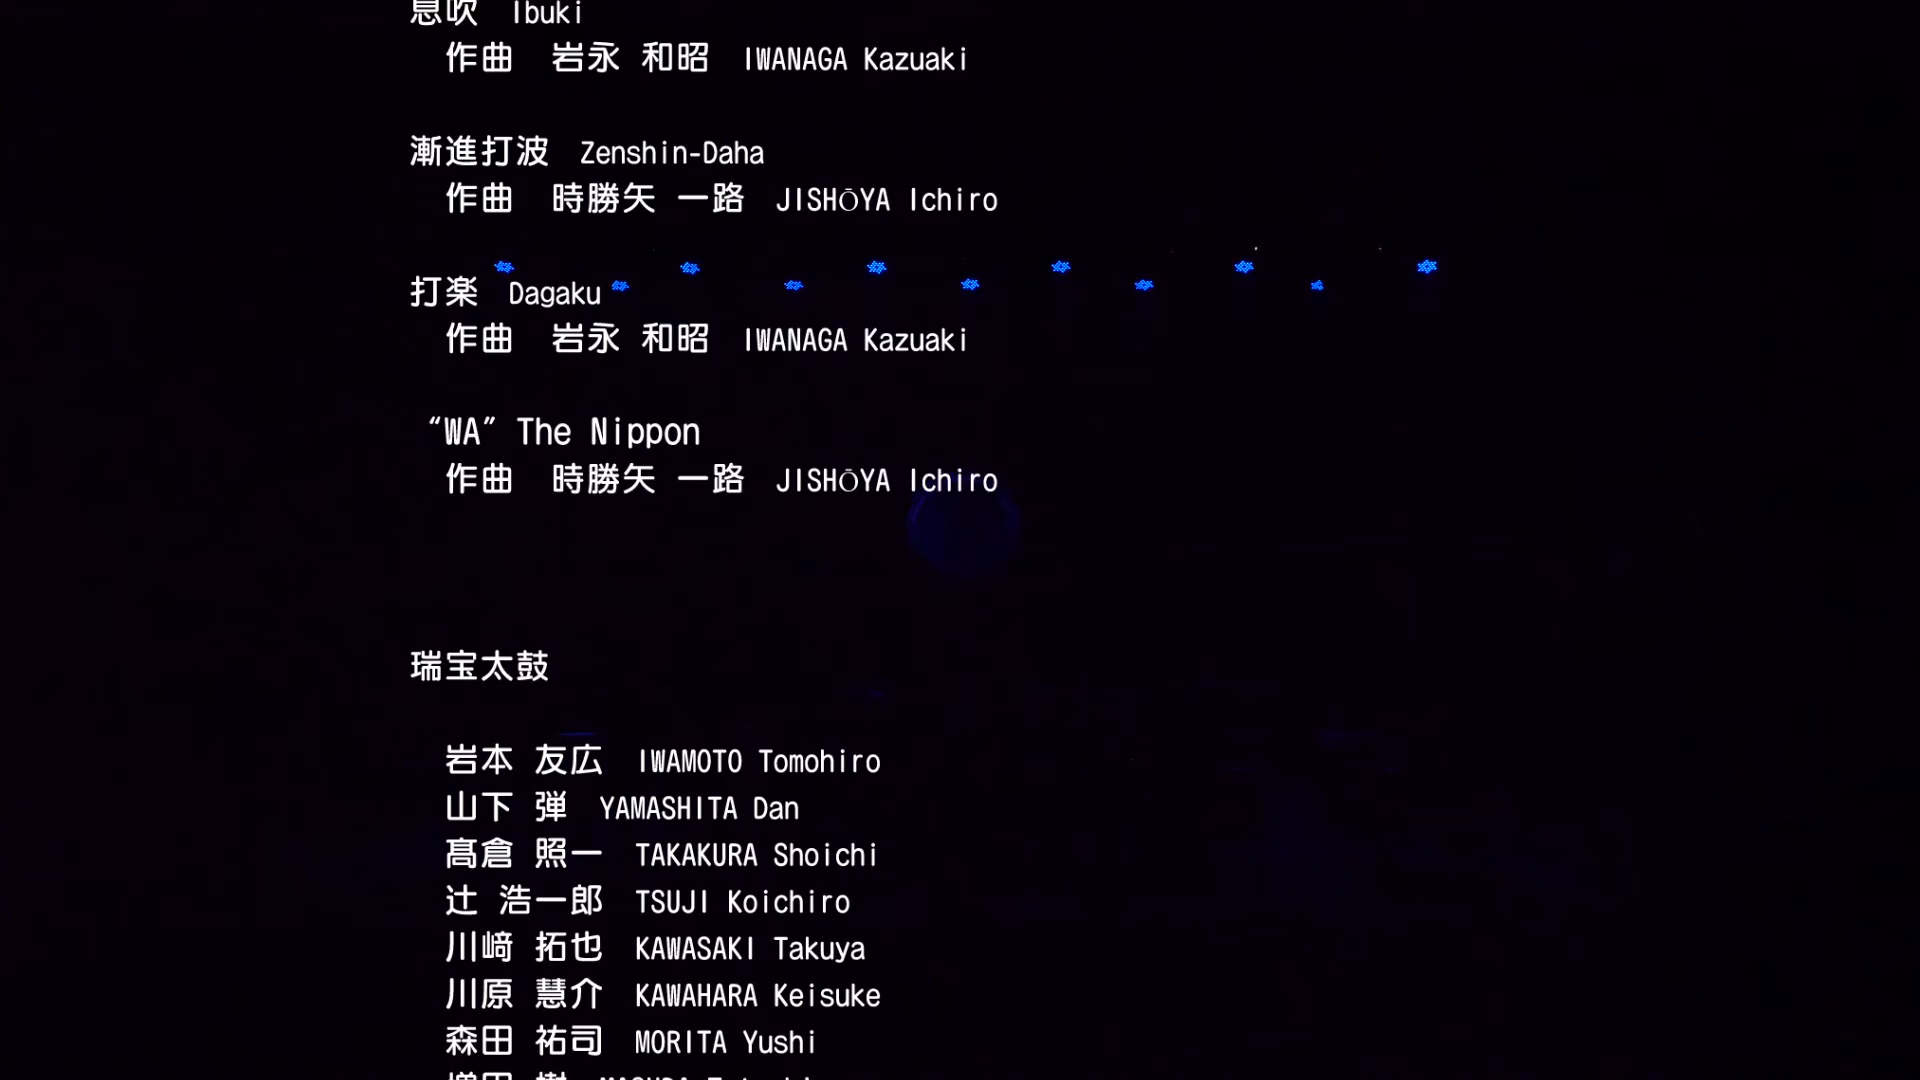 息吹 Ibuki
作曲 岩永 和昭 IWANAGA Kazuaki
漸進打波 Zenshin-Daha
作曲 時勝矢 一路 JISHŌYA Ichiro
打楽 Dagaku
作曲 岩永 和昭 IWANAGA Kazuaki
“WA” The Nippon
作曲 時勝矢 一路 JISHŌYA Ichiro
瑞宝太鼓
岩本 友広 IWAMOTO Tomohiro
山下 弾 YAMASHITA Dan
髙倉 照一 TAKAKURA Shoichi
辻 浩一郎 TSUJI Koichiro
川﨑 拓也 KAWASAKI Takuya
川原 慧介 KAWAHARA Keisuke
森田 祐司 MORITA Yushi